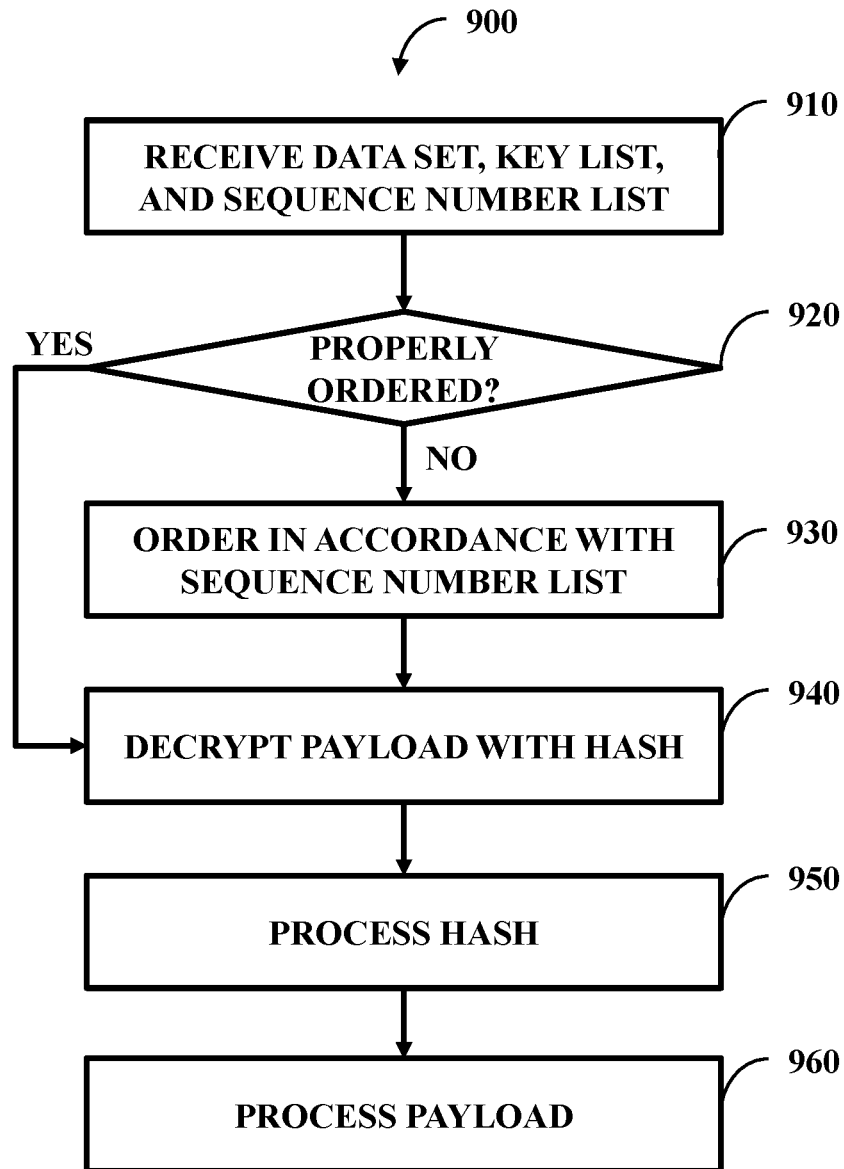 900
910
RECEIVE DATA SET, KEY LIST,
AND SEQUENCE NUMBER LIST
920
YES
PROPERLY
ORDERED?
NO
930
ORDER IN ACCORDANCE WITH
SEQUENCE NUMBER LIST
940
DECRYPT PAYLOAD WITH HASH
950
PROCESS HASH
960
PROCESS PAYLOAD